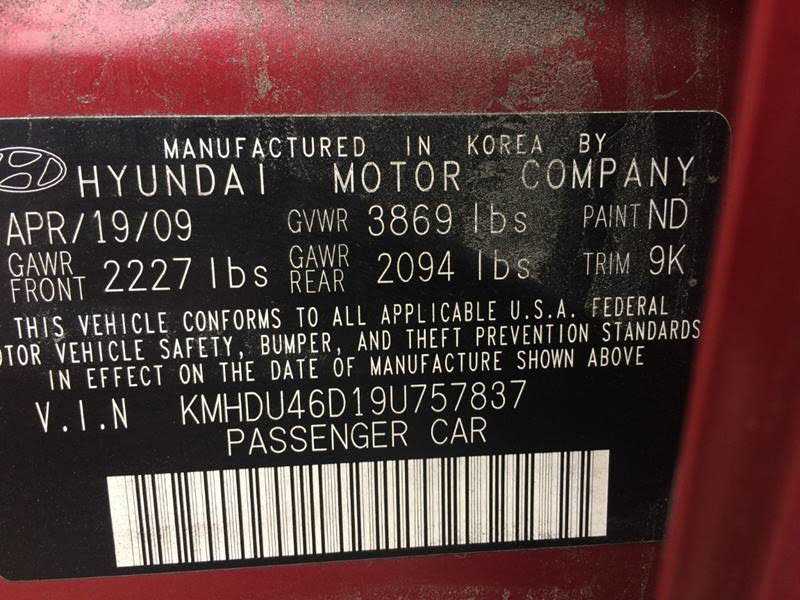 MANUFACTURED IN KOREA BY
HYUNDAI MOTOR COMPANY
APR/19/09 GVWR 3869 lbs PAINT ND
GAWR FRONT 2227 lbs GAWR REAR 2094 lbs TRIM 9K
THIS VEHICLE CONFORMS TO ALL APPLICABLE U.S.A. FEDERAL
OTOR VEHICLE SAFETY, BUMPER, AND THEFT PREVENTION STANDARDS
IN EFFECT ON THE DATE OF MANUFACTURE SHOWN ABOVE
V.I.N KMHDU46D19U757837
PASSENGER CAR